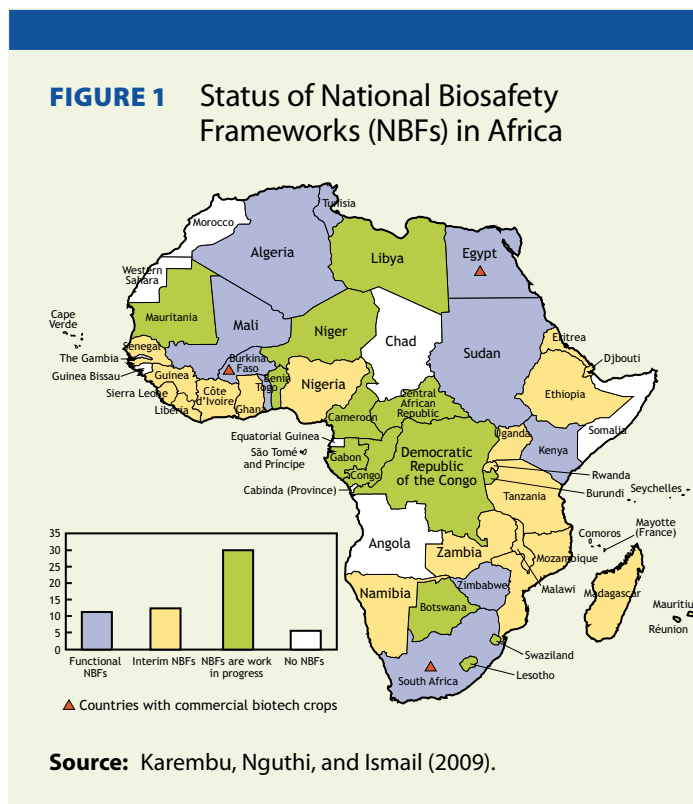 FIGURE 1 Status of National Biosafety
Frameworks (NBFs) in Africa
Tunisia
Morocco
Algeria
Libya
Egypt
Western
Sahara
Mauritania
Mali
Niger
Chad
Sudan
Eritrea
Djibouti
Cape
Verde
Senegal
The Gambia
Guinea Bissau
Guinea
Sierra Leone
Liberia
Côte
d'Ivoire
Burkina
Faso
Ghana
Togo
Benin
Nigeria
Cameroon
Central
African
Republic
Ethiopia
Somalia
Equatorial Guinea
São Tomé
and Príncipe
Gabon
Congo
Cabinda (Province)
Democratic
Republic
of the Congo
Uganda
Kenya
Rwanda
Burundi
Seychelles
Tanzania
Comoros
Mayotte
(France)
Angola
Zambia
Mozambique
Malawi
Madagascar
Mauritiu
Réunion
Zimbabwe
Namibia
Botswana
Swaziland
Lesotho
South Africa
35
30
25
20
15
10
5
0
Functional
NBFs
Interim NBFs
NBFs are work
in progress
No NBFs
Countries with commercial biotech crops
Source: Karembu, Nguthi, and Ismail (2009).